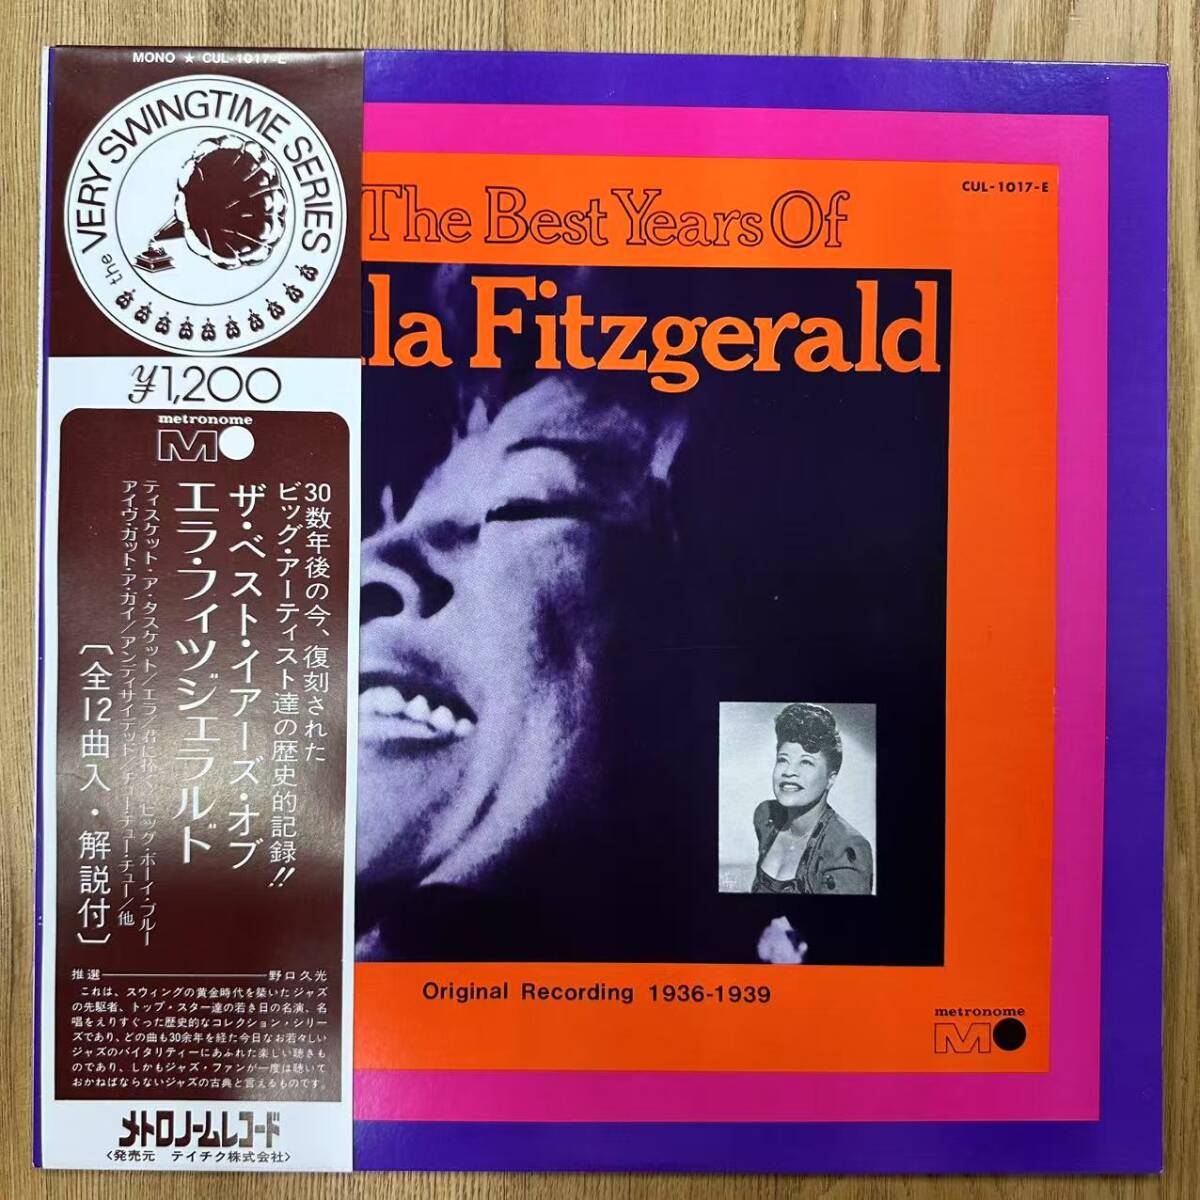 MONO ★ CUL-1017-E
the VERY SWINGTIME SERIES
¥1,200
metronome
30数年後の今、復刻された
ビッグ・アーティスト達の歴史的記録!!
ザ・ベスト・イアーズ・オブ
エラ・フィッジェラルド
ティスケット・ア・タスケット/エラ/君に
ビッグ・ボーイ・ブルー
アイヴ・ガット・ア・ガイ/アンディサイデッド/チュー・チュー/他
〔全12曲入・解説付〕
推選 野口久光
これは、スウィングの黄金時代を築いたジャズ
の先駆者、トップ・スター達の若き日の名演、名
唱をえりすぐった歴史的なコレクション・シリー
ズであり、どの曲も30余年を経た今日なお若々しい
ジャズのバイタリティーにあふれた楽しい聴きも
のであり、しかもジャズ・ファンが一度は聴いて
おかねばならないジャズの古典と言えるものです。
メトロノームレコード
〈発売元 テイチク株式会社〉
CUL-1017-E
The Best Years Of
la Fitzgerald
Original Recording 1936-1939
metronome